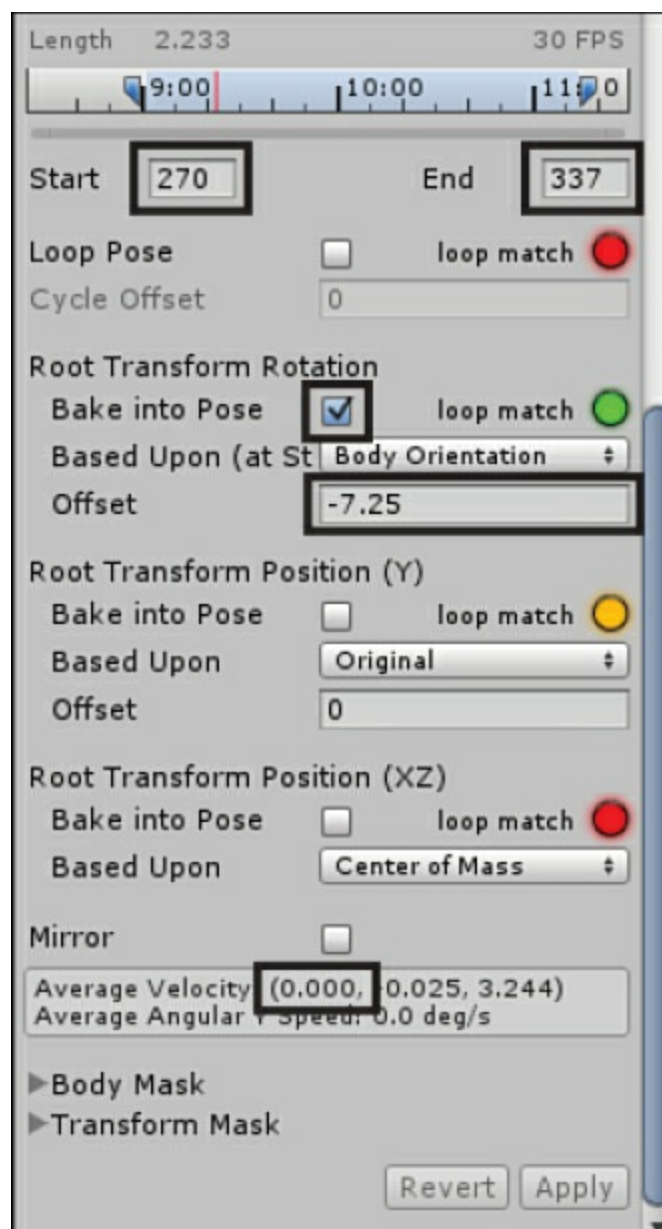 Length 2.233 30 FPS
9:00 10:00 11: 0
Start 270 End 337
Loop Pose loop match
Cycle Offset 0
Root Transform Rotation
Bake into Pose loop match
Based Upon (at St Body Orientation
Offset -7.25
Root Transform Position (Y)
Bake into Pose loop match
Based Upon Original
Offset 0
Root Transform Position (XZ)
Bake into Pose loop match
Based Upon Center of Mass
Mirror
Average Velocity: (0.000, -0.025, 3.244)
Average Angular Y Speed: 0.0 deg/s
Body Mask
Transform Mask
Revert Apply